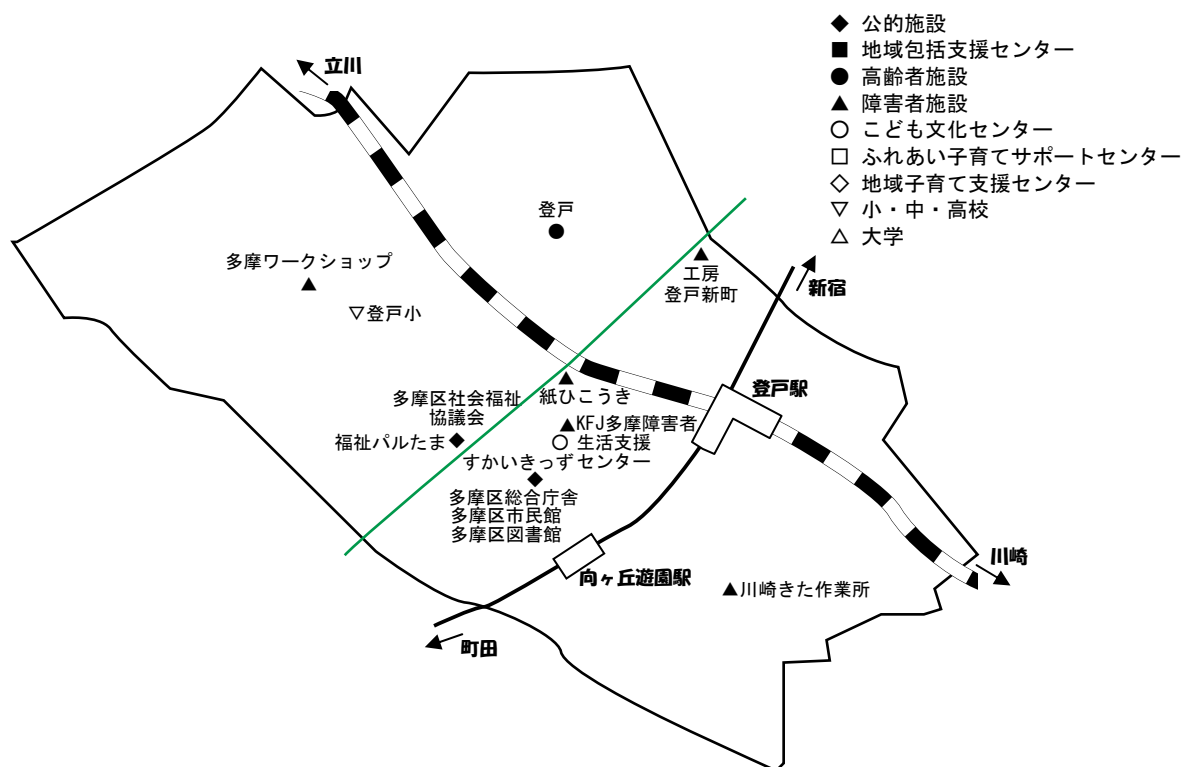 ◆ 公的施設
■ 地域包括支援センター
● 高齢者施設
▲ 障害者施設
○ こども文化センター
□ ふれあい子育てサポートセンター
◇ 地域子育て支援センター
▽ 小・中・高校
△ 大学
立川
登戸
多摩ワークショップ
▽登戸小
工房
登戸新町
新宿
登戸駅
紙ひこうき
多摩区社会福祉
協議会
福祉パルたま
▲KFJ多摩障害者
生活支援
センター
すかいきっず
多摩区総合庁舎
多摩区市民館
多摩区図書館
向ヶ丘遊園駅
川崎
▲川崎きた作業所
町田